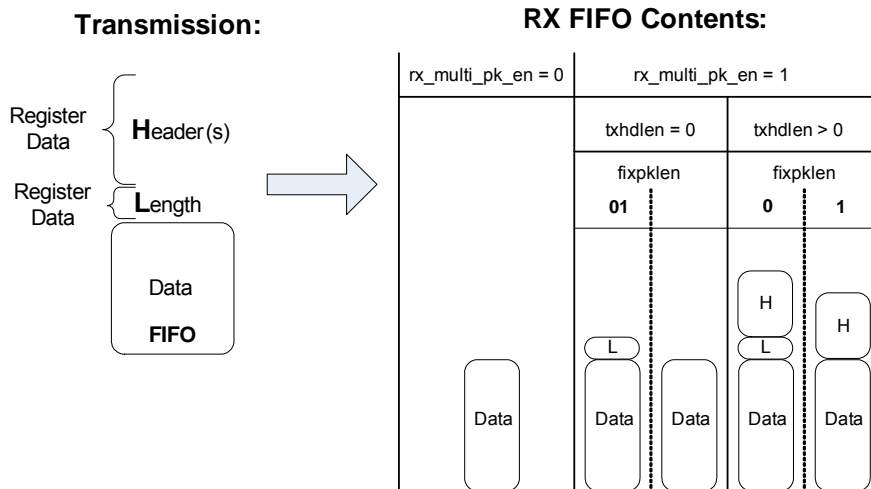 Transmission:
RX FIFO Contents:
Register
Data
Header(s)
Register
Data
Length
Data
FIFO
rx_multi_pk_en = 0
rx_multi_pk_en = 1
txhdlen = 0
txhdlen > 0
fixpklen
fixpklen
01
0
1
H
H
L
L
Data
Data
Data
Data
Data